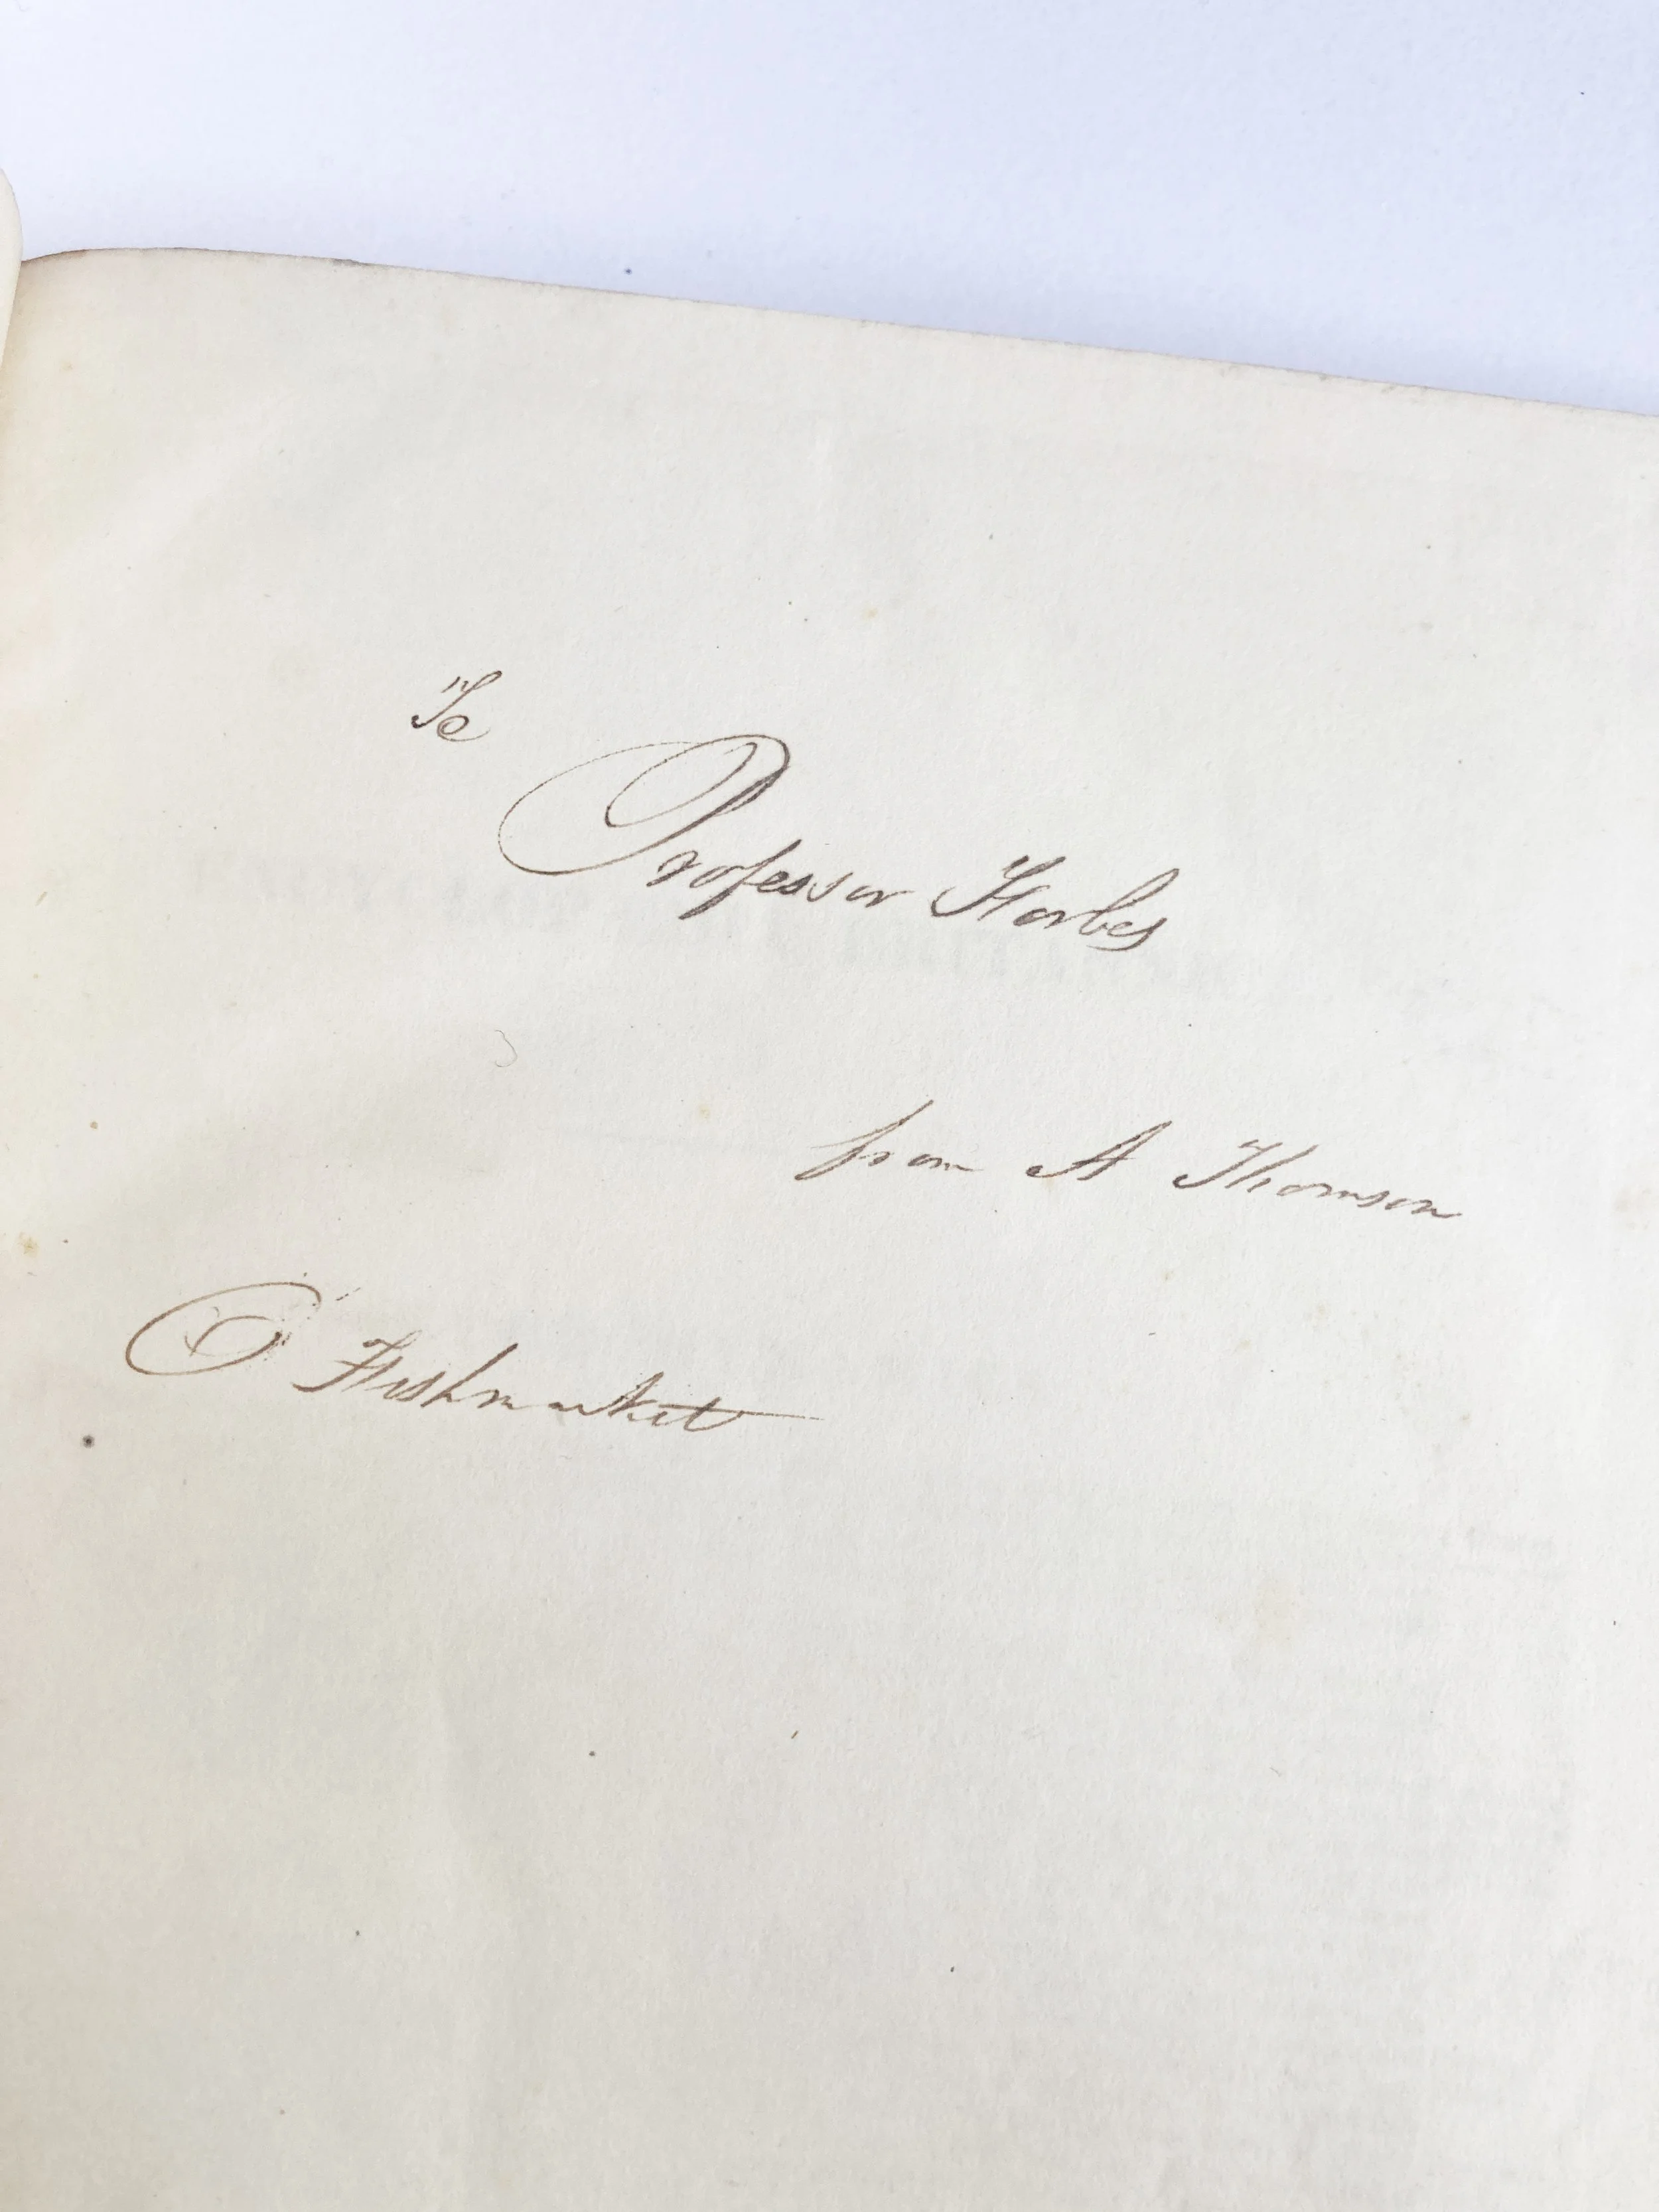 To
Professor Forbes
from A Thomson
Fishmarket